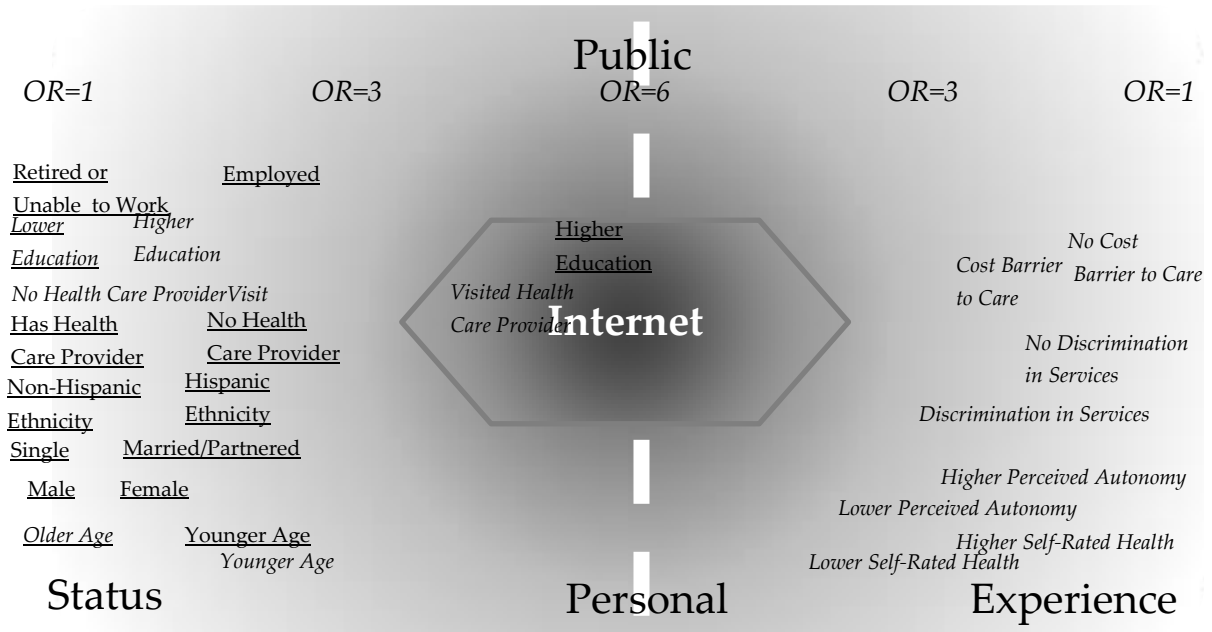 Public
OR=1 OR=3 OR=6 OR=3 OR=1
Retired or
Unable to Work
Employed
Lower
Education
Higher
Education
No Health Care ProviderVisit
Has Health
Care Provider
No Health
Care Provider
Non-Hispanic
Ethnicity
Hispanic
Ethnicity
Single
Married/Partnered
Male
Female
Older Age
Younger Age
Younger Age
Status
Higher
Education
Visited Health
Care Provider
Internet
Personal
No Cost
Barrier to Care
Cost Barrier
to Care
No Discrimination
in Services
Discrimination in Services
Higher Perceived Autonomy
Lower Perceived Autonomy
Higher Self-Rated Health
Lower Self-Rated Health
Experience